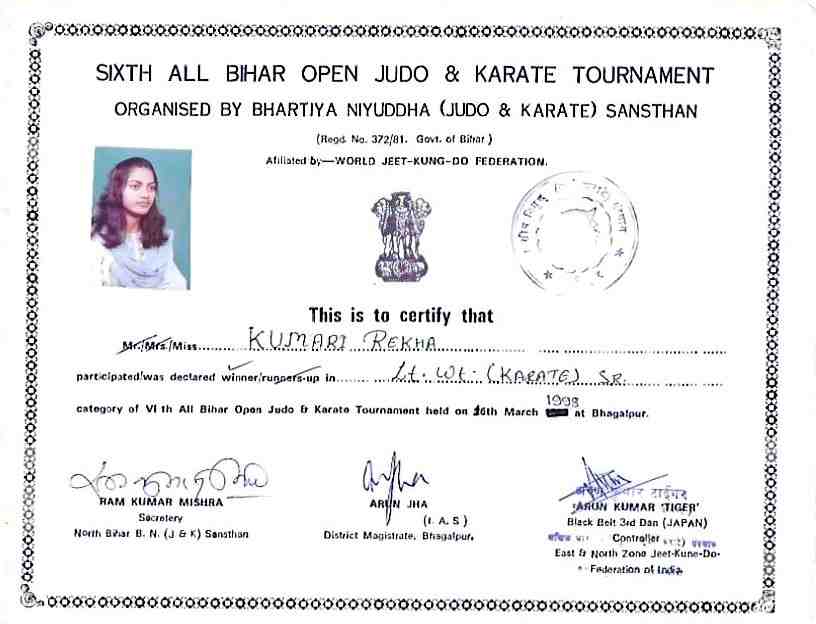 SIXTH ALL BIHAR OPEN JUDO & KARATE TOURNAMENT
ORGANISED BY BHARTIYA NIYUDDHA (JUDO & KARATE) SANSTHAN
(Regd. No. 372/81. Govt. of Bihar)
Affiliated by—WORLD JEET-KUNG-DO FEDERATION.
This is to certify that
Mr./Mrs./Miss KUMARI REKHA
participated/was declared winner/runners-up in Lt. Wt. (KARATE) SR.
1998
category of VI th All Bihar Open Judo & Karate Tournament held on 16th March at Bhagalpur.
RAM KUMAR MISHRA
Secretary
North Bihar B. N. (J & K) Sansthan
ARUN JHA
(I. A. S)
District Magistrate, Bhagalpur.
टाईगर
'ARUN KUMAR 'TIGER'
Black Belt 3rd Dan (JAPAN)
Controller
East & North Zone Jeet-Kune-Do-
Federation of India